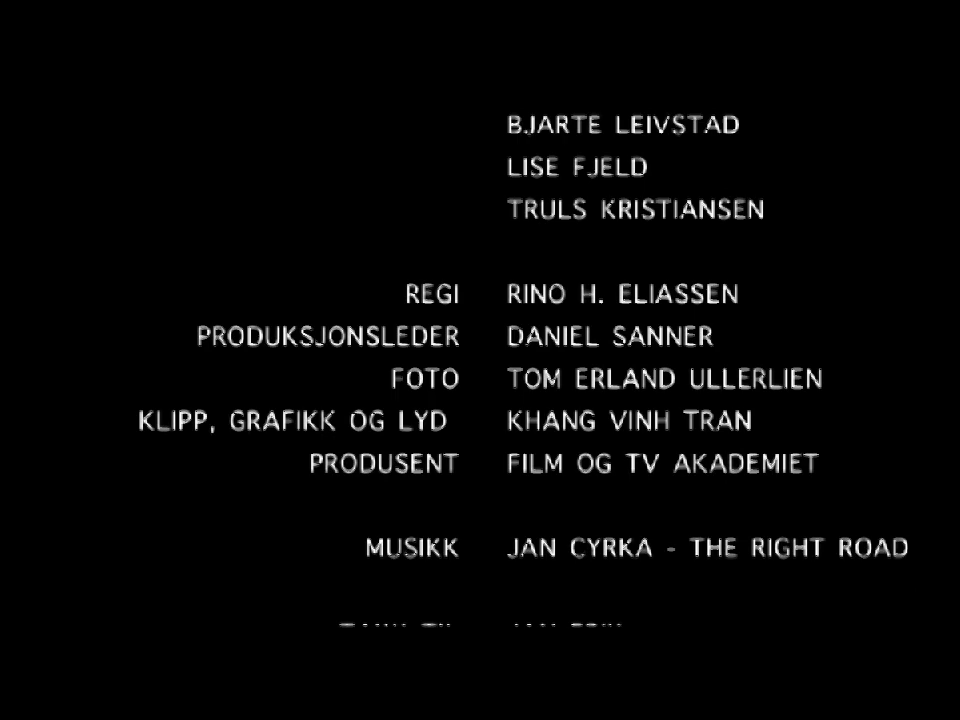 BJARTE LEIVSTAD
LISE FJELD
TRULS KRISTIANSEN
REGI RINO H. ELIASSEN
PRODUKSJONSLEDER DANIEL SANNER
FOTO TOM ERLAND ULLERLIEN
KLIPP, GRAFIKK OG LYD KHANG VINH TRAN
PRODUSENT FILM OG TV AKADEMIET
MUSIKK JAN CYRKA - THE RIGHT ROAD